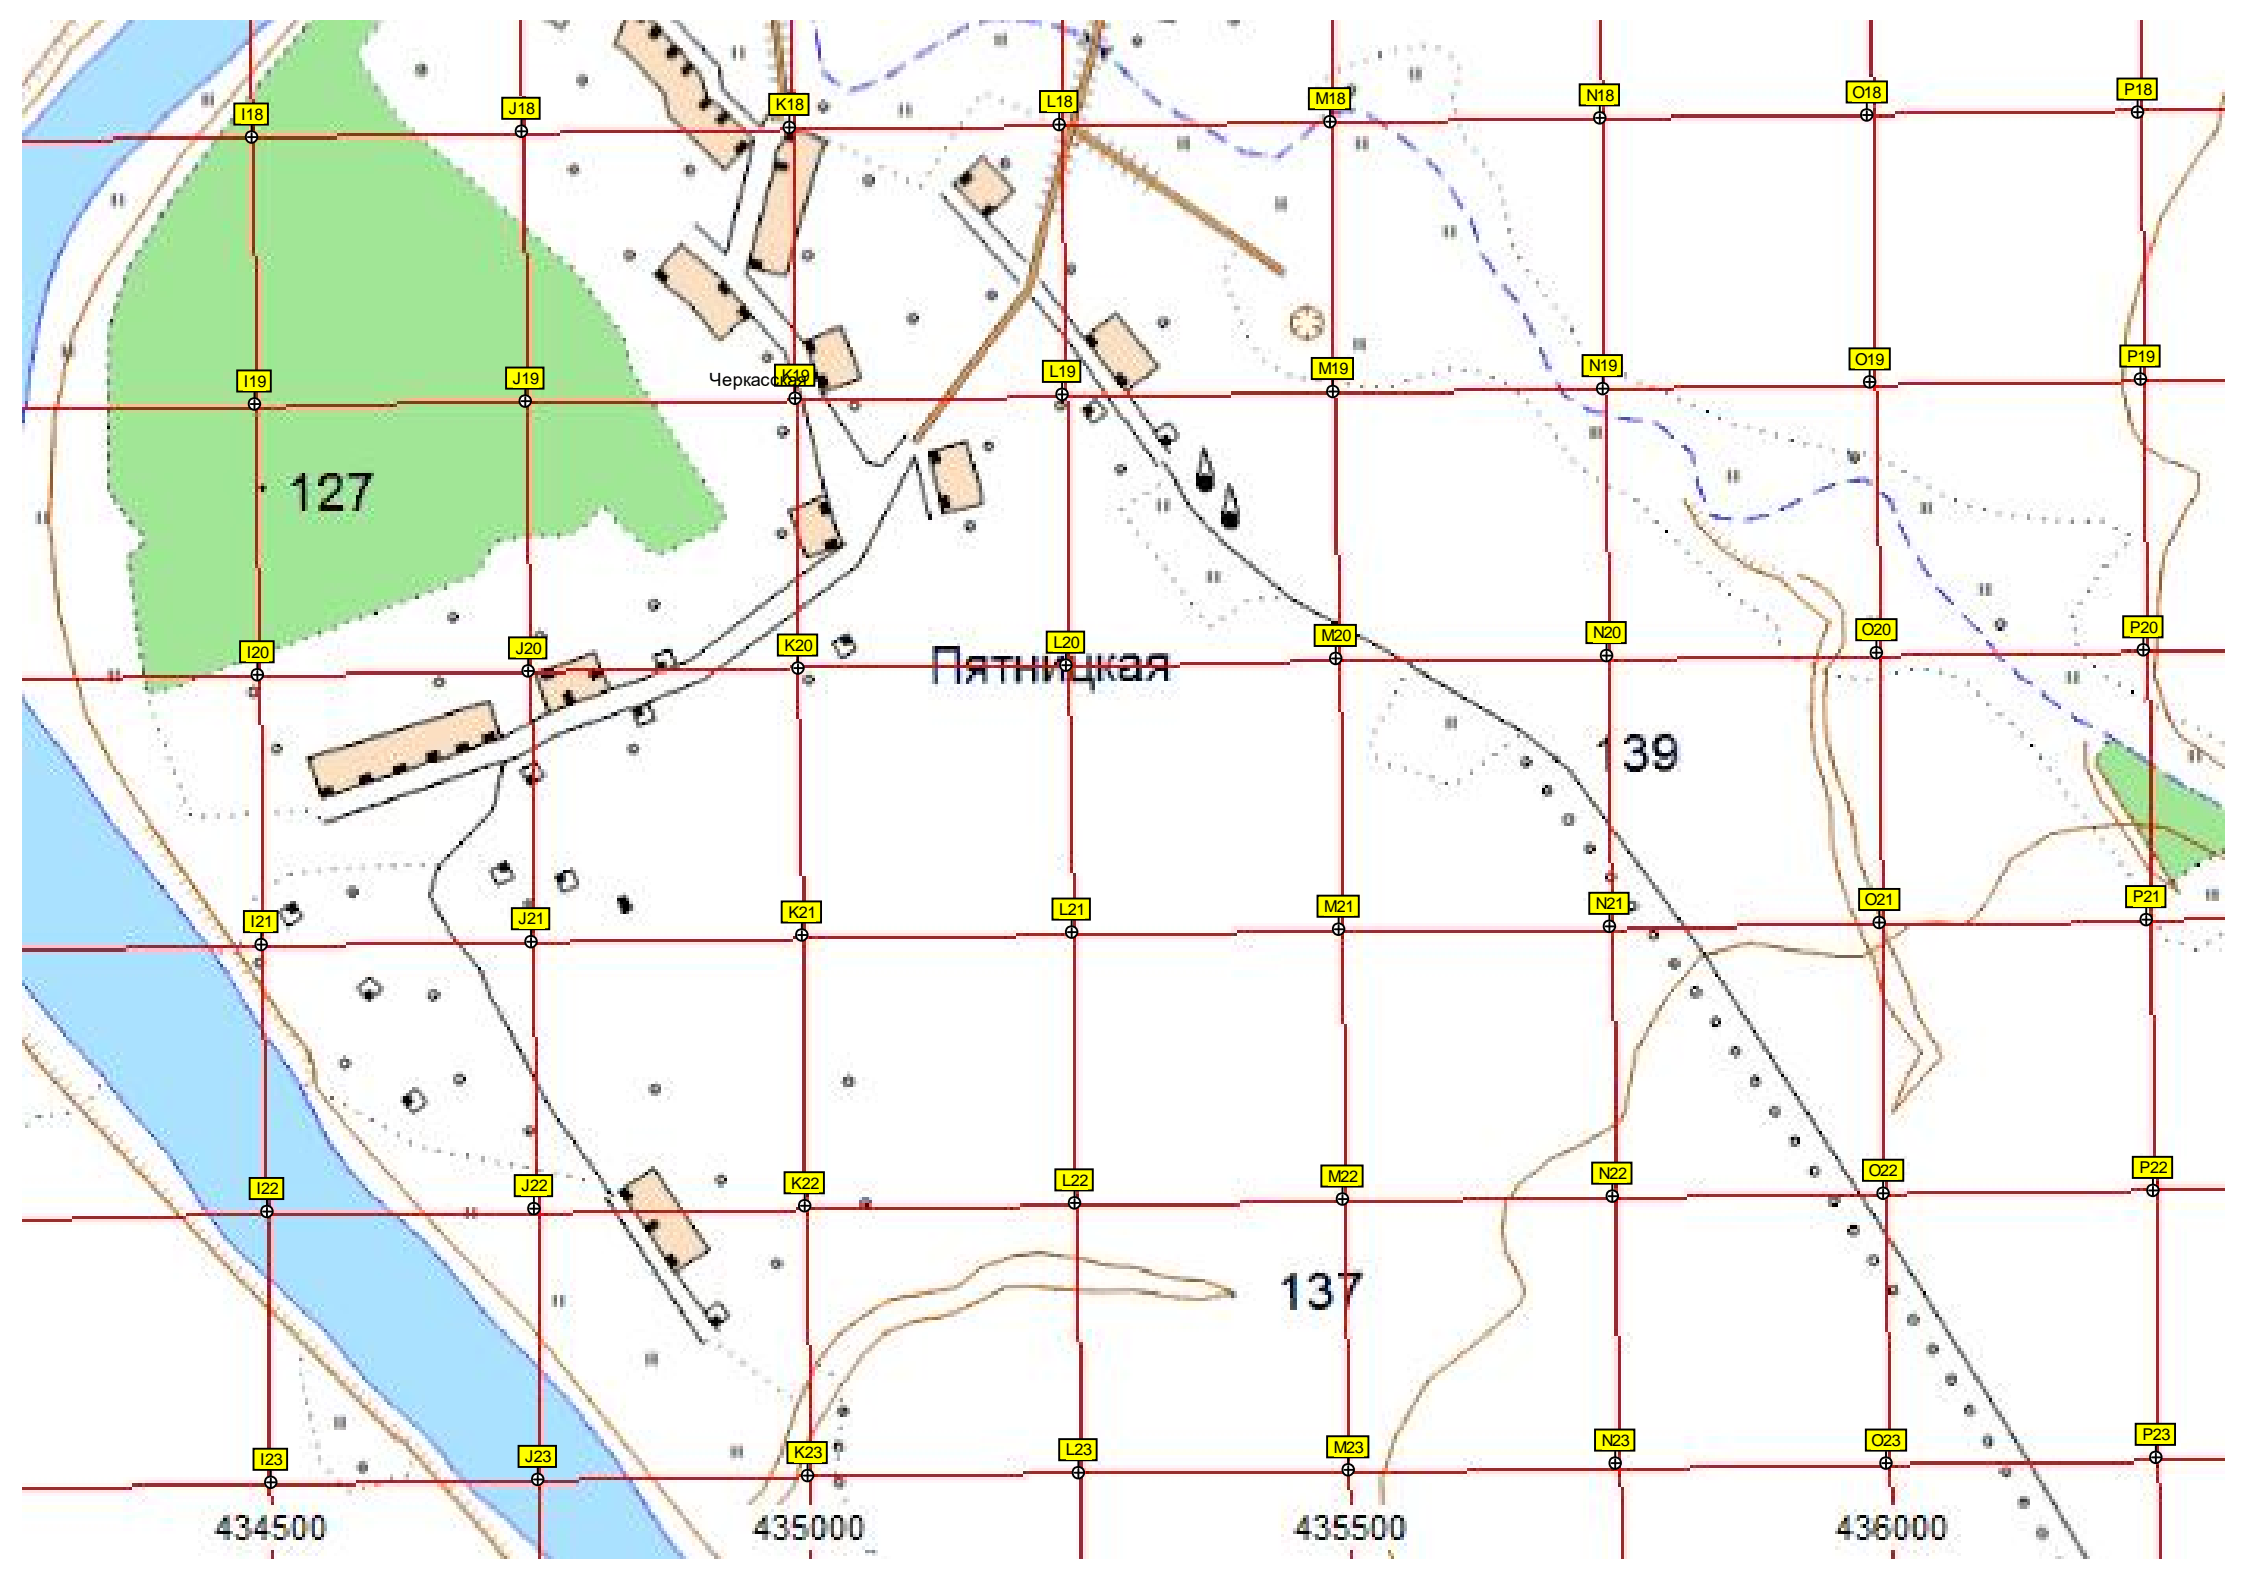 I18 J18 K18 L18 M18 N18 O18 P18
I19 J19 Черкасская K19 L19 M19 N19 O19 P19
127
I20 J20 K20 Пятницкая L20 M20 N20 O20 P20
139
I21 J21 K21 L21 M21 N21 O21 P21
I22 J22 K22 L22 M22 N22 O22 P22
137
I23 J23 K23 L23 M23 N23 O23 P23
434500 435000 435500 436000